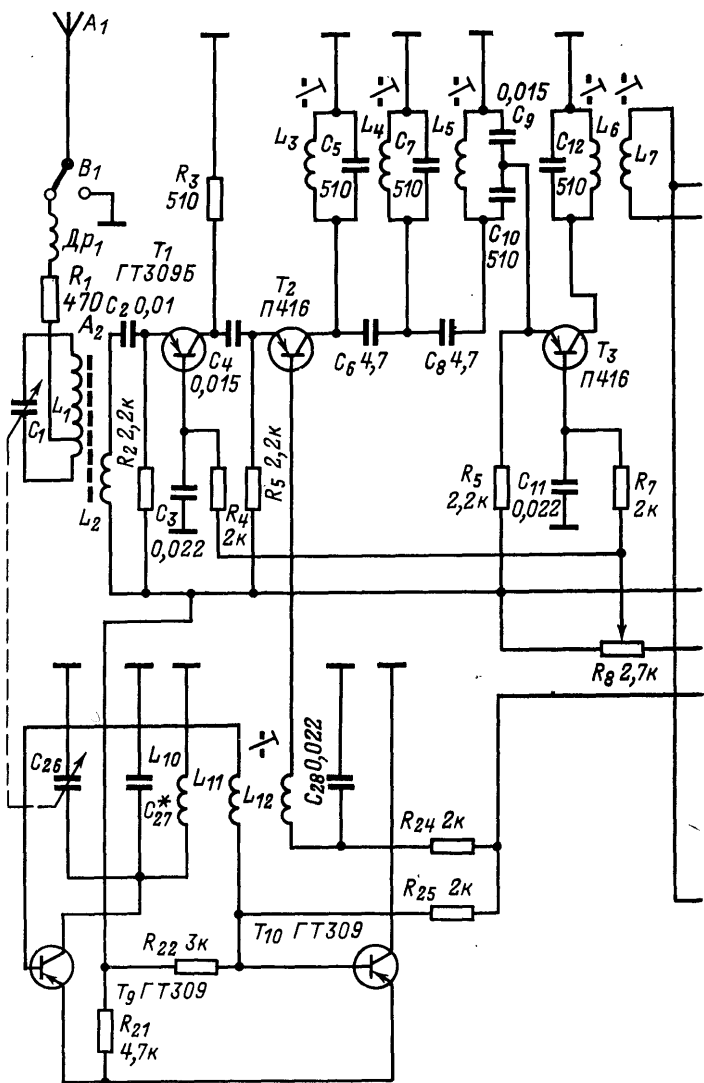 A1
B1
Др1
R1
470
A2
C1
L1
L2
C2 0,01
T1
ГТ309Б
R3
510
R2 2,2к
C3
0,022
C4
0,015
R4
2к
R5 2,2к
T2
П416
L3
C5
510
L4
C7
510
L5
0,015
C9
C10
510
C6 4,7
C8 4,7
C12
510
L6
L7
T3
П416
R5
2,2к
C11
0,022
R7
2к
R8 2,7к
C26
L10
C27*
L11
L12
C28 0,022
R24 2к
R25 2к
R22 3к
T10 ГТ309
T9 ГТ309
R21
4,7к